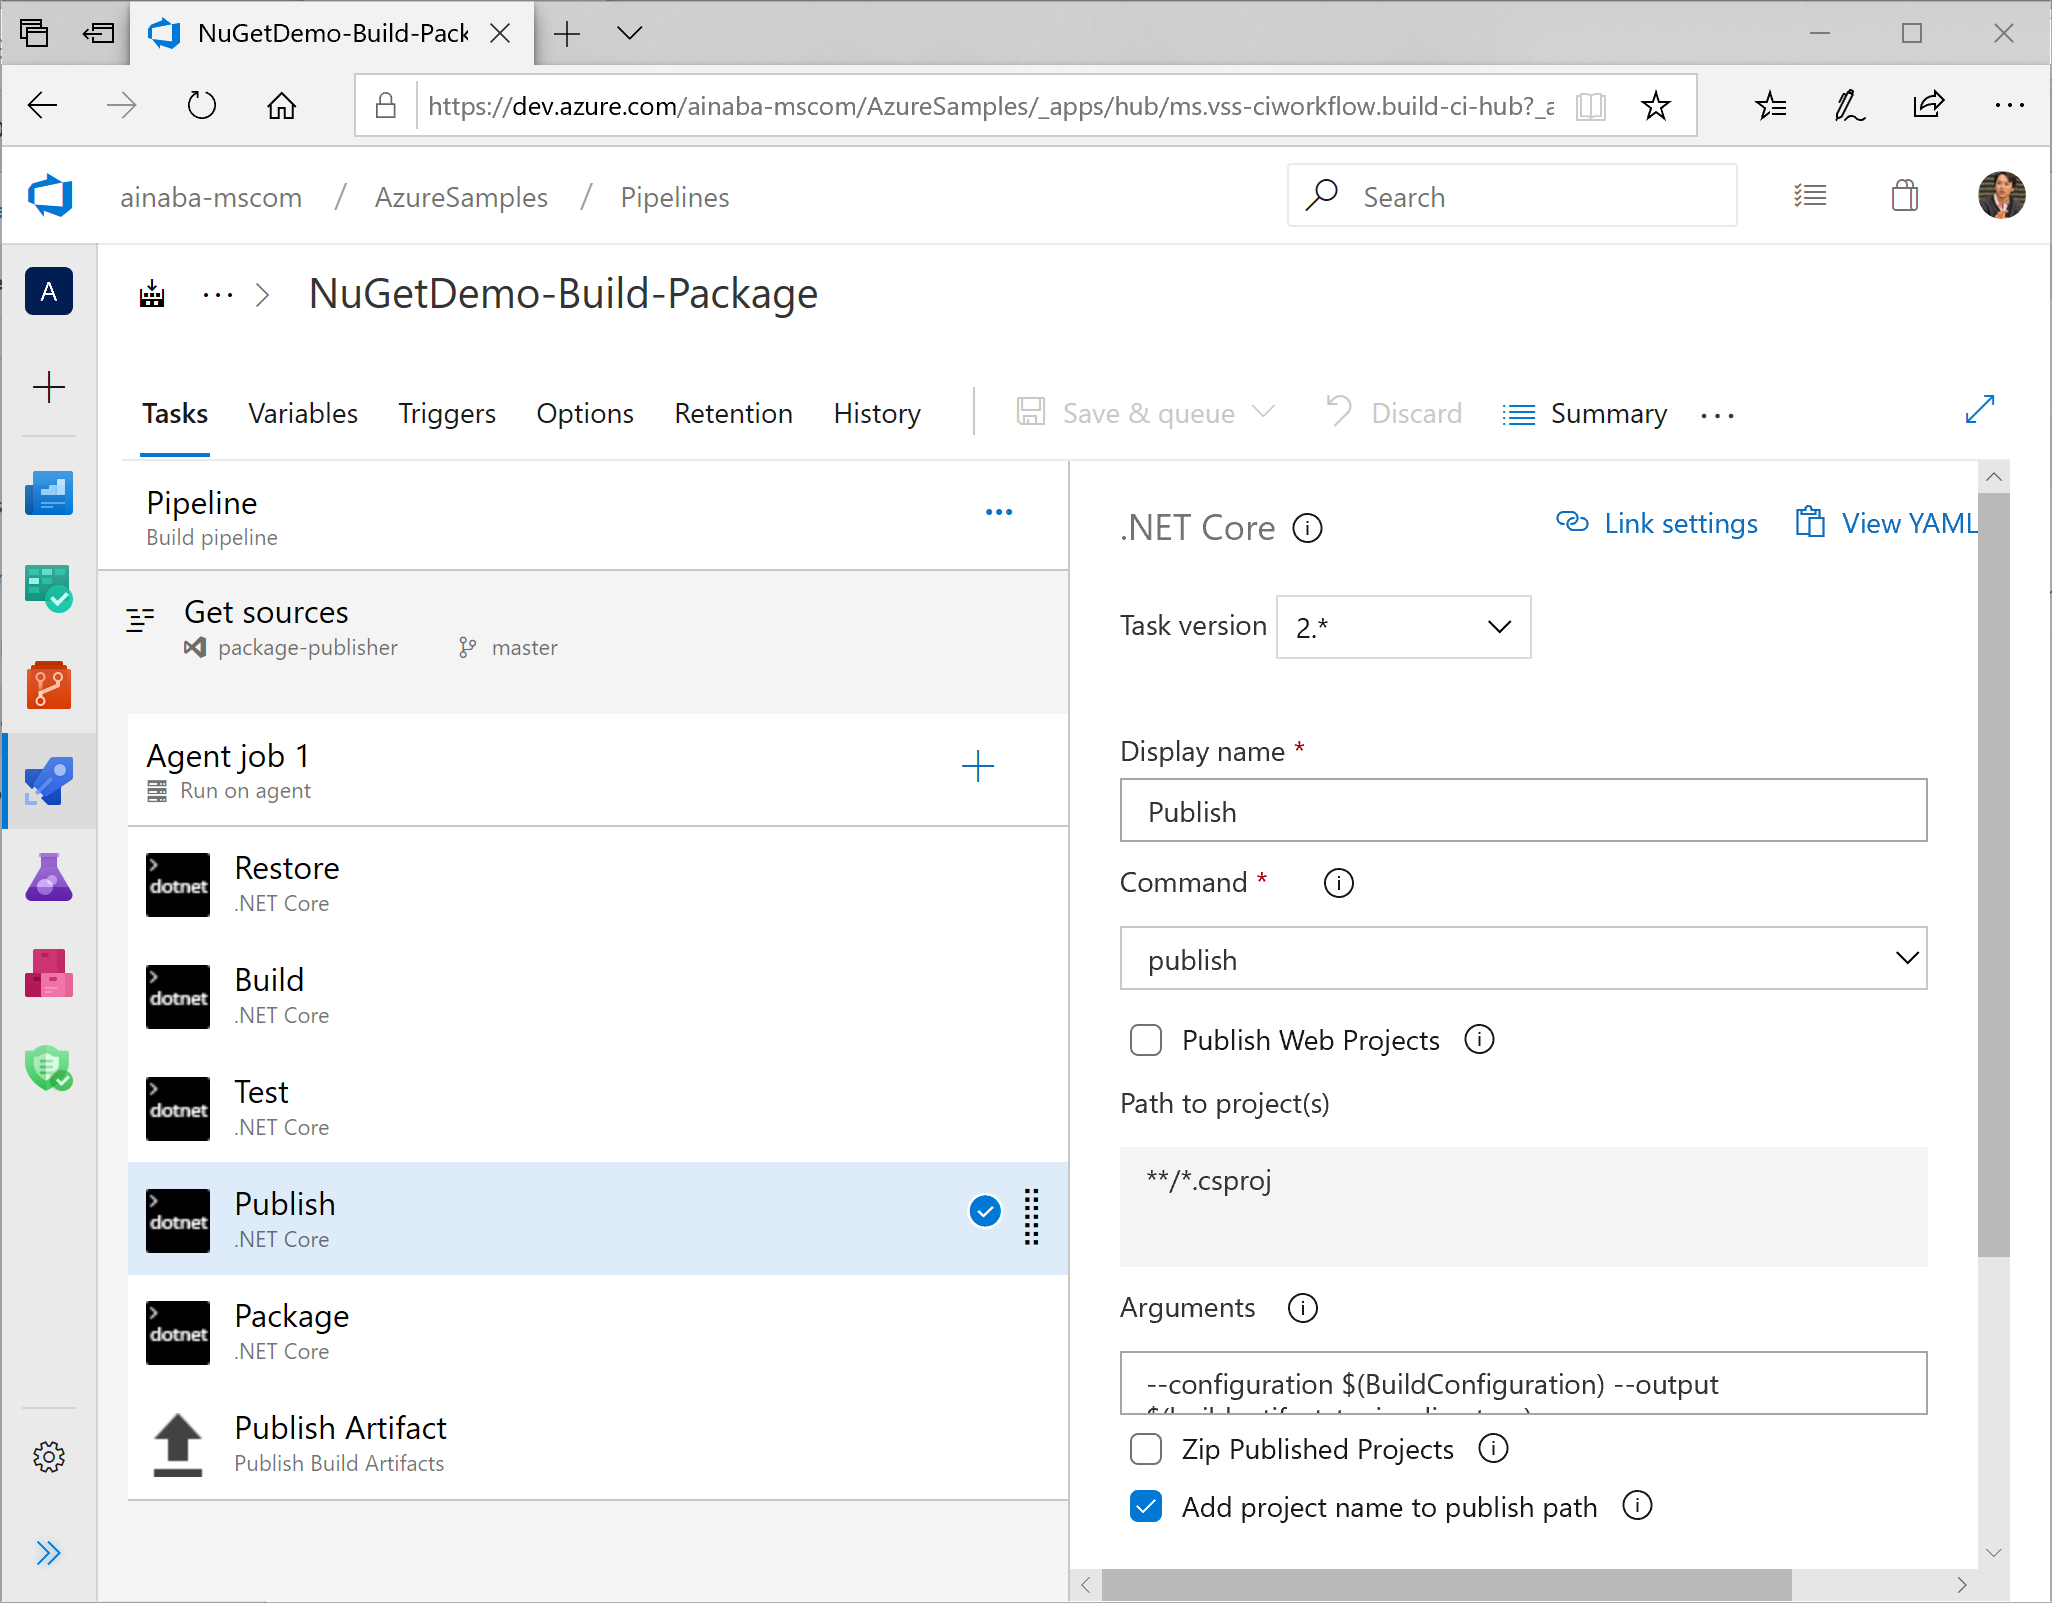 NuGetDemo-Build-Pack
https://dev.azure.com/ainaba-mscom/AzureSamples/_apps/hub/ms.vss-ciworkflow.build-ci-hub?_a
ainaba-mscom / AzureSamples / Pipelines
Search
A
NuGetDemo-Build-Package
Tasks Variables Triggers Options Retention History Save & queue Discard Summary
Pipeline
Build pipeline
Get sources
package-publisher master
Agent job 1
Run on agent
dotnet
Restore
.NET Core
dotnet
Build
.NET Core
dotnet
Test
.NET Core
dotnet
Publish
.NET Core
dotnet
Package
.NET Core
Publish Artifact
Publish Build Artifacts
.NET Core
Link settings
View YAML
Task version 2.*
Display name *
Publish
Command *
publish
Publish Web Projects
Path to project(s)
**/*.csproj
Arguments
--configuration $(BuildConfiguration) --output
Zip Published Projects
Add project name to publish path